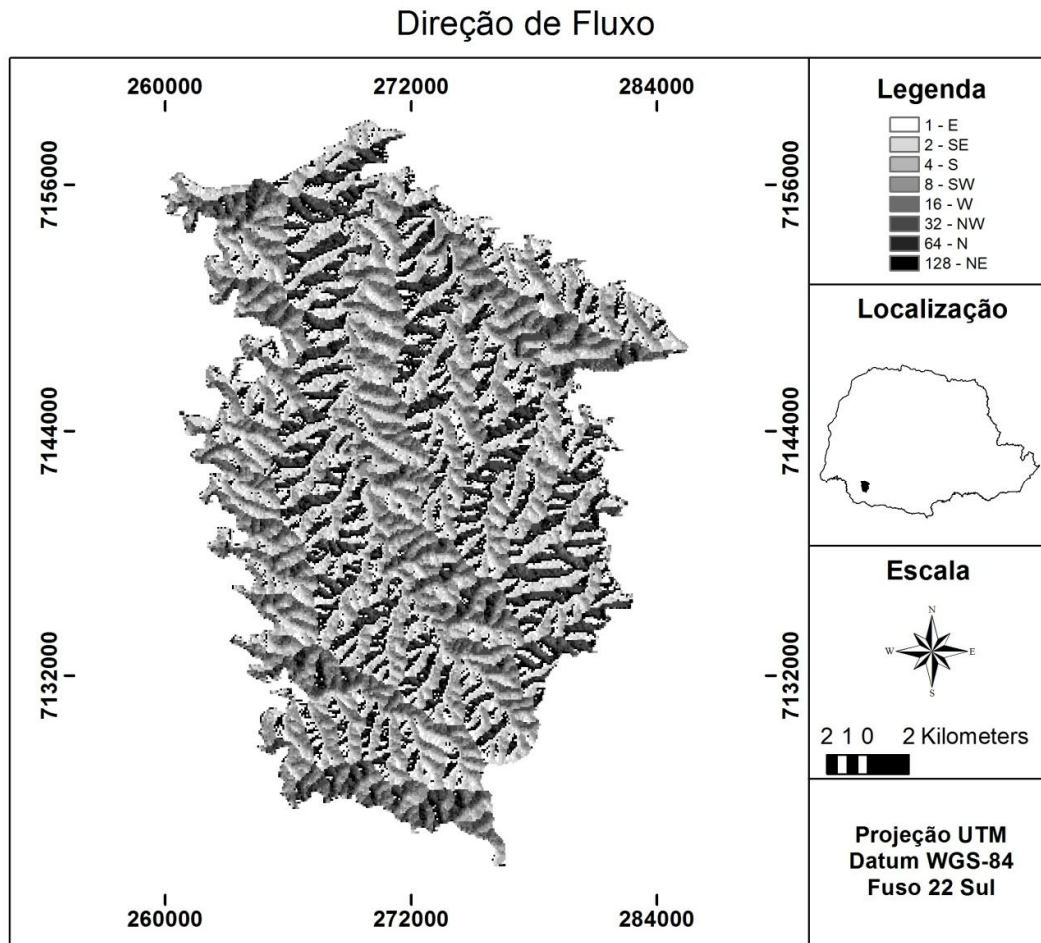 Direção de Fluxo
260000 272000 284000
7156000
7144000
7132000
7156000
7144000
7132000
260000 272000 284000
Legenda
1 - E
2 - SE
4 - S
8 - SW
16 - W
32 - NW
64 - N
128 - NE
Localização
Escala
N
W E
S
2 1 0 2 Kilometers
Projeção UTM
Datum WGS-84
Fuso 22 Sul